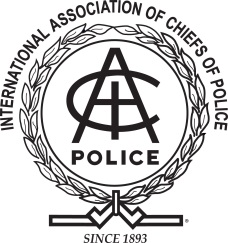 INTERNATIONAL ASSOCIATION OF CHIEFS OF POLICE
IACP
POLICE
®
SINCE 1893